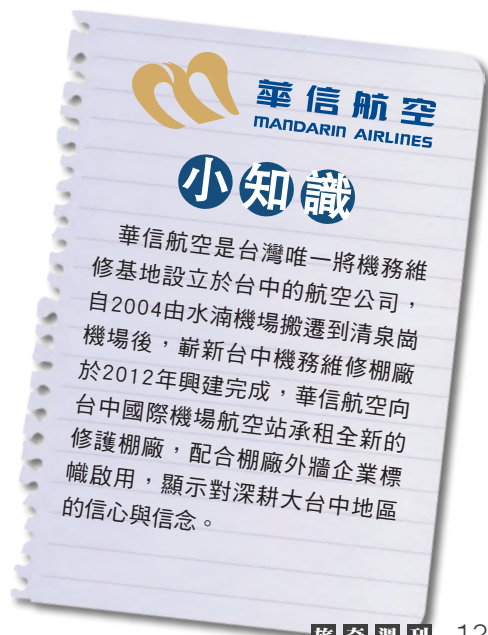 華信航空
MANDARIN AIRLINES
小知識
華信航空是台灣唯一將機務維
修基地設立於台中的航空公司，
自2004由水湳機場搬遷到清泉崗
機場後，嶄新台中機務維修棚廠
於2012年興建完成，華信航空向
台中國際機場航空站承租全新的
修護棚廠，配合棚廠外牆企業標
幟啟用，顯示對深耕大台中地區
的信心與信念。